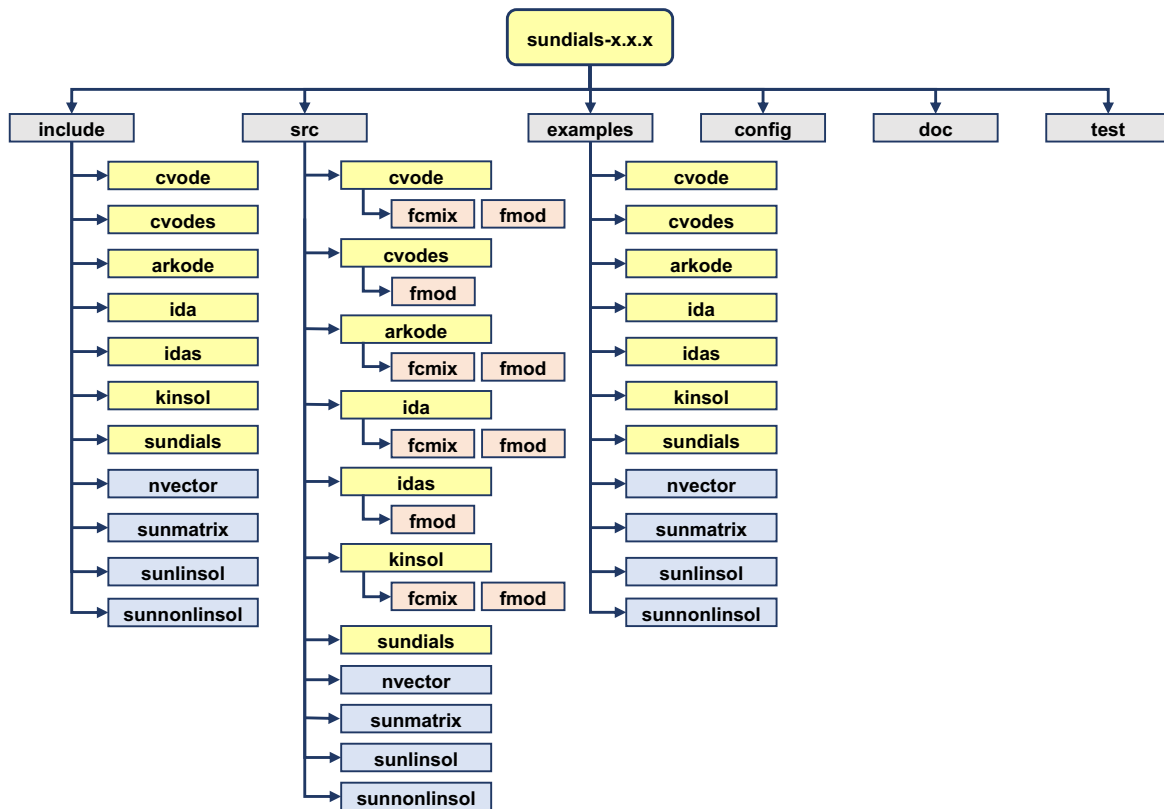 sundials-x.x.x
include
src
examples
config
doc
test
cvode
cvodes
arkode
ida
idas
kinsol
sundials
nvector
sunmatrix
sunlinsol
sunnonlinsol
cvode
fcmix fmod
cvodes
fmod
arkode
fcmix fmod
ida
fcmix fmod
idas
fmod
kinsol
fcmix fmod
sundials
nvector
sunmatrix
sunlinsol
sunnonlinsol
cvode
cvodes
arkode
ida
idas
kinsol
sundials
nvector
sunmatrix
sunlinsol
sunnonlinsol